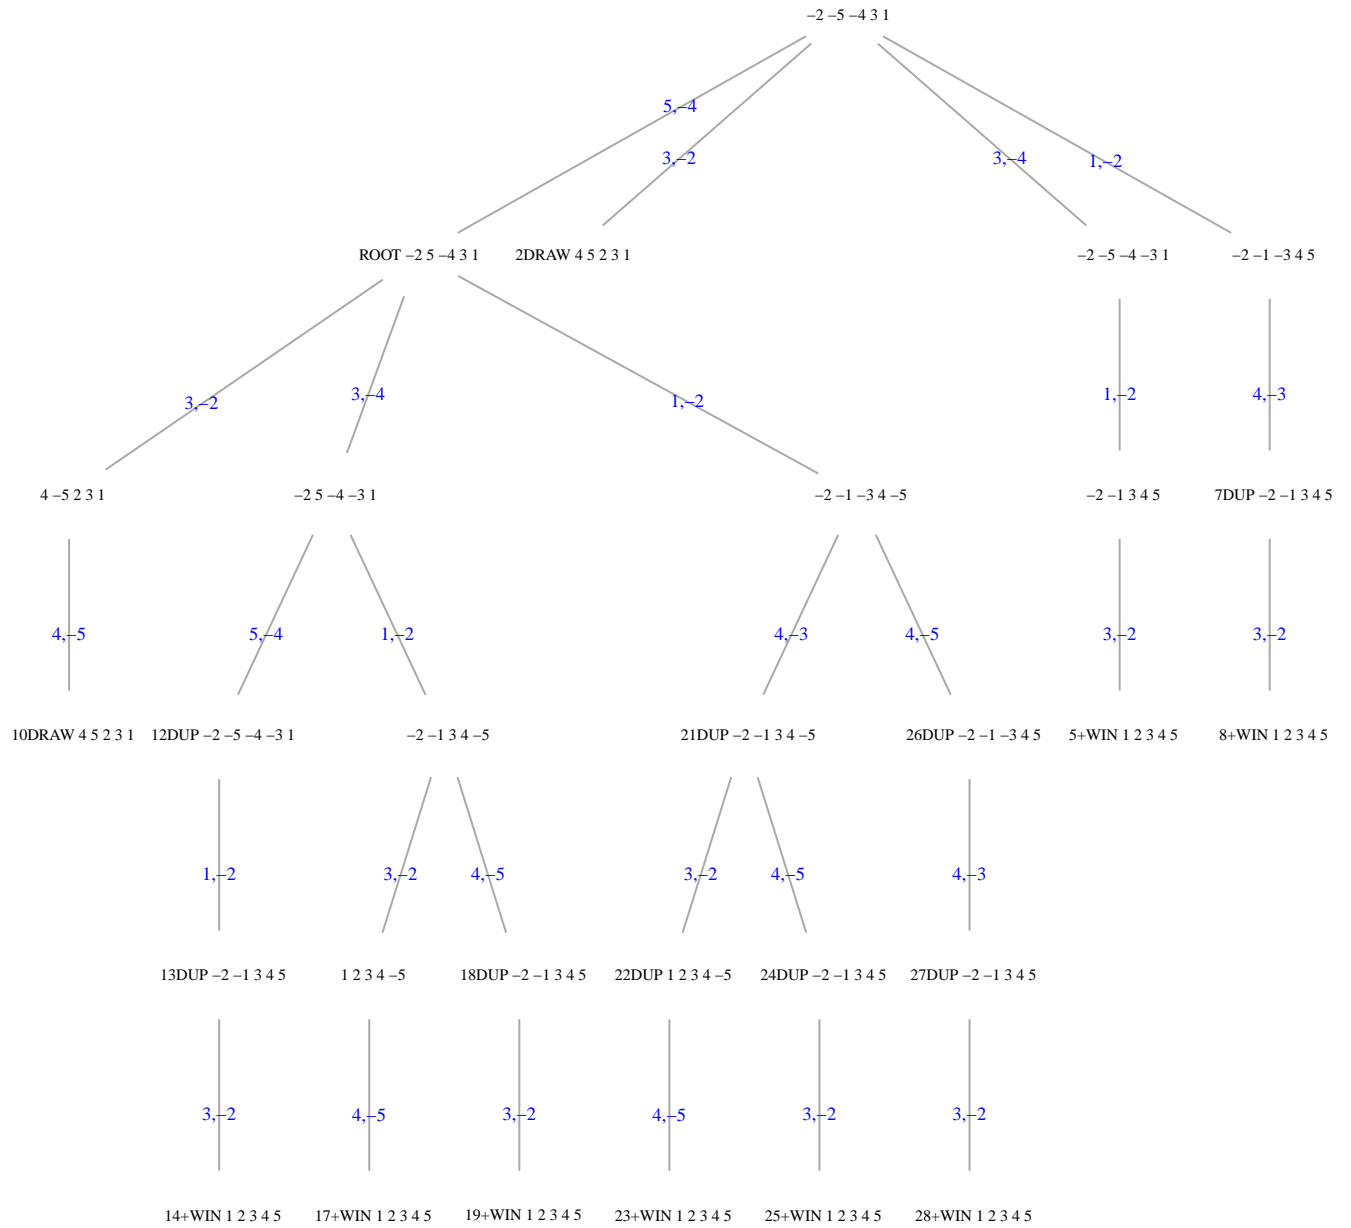 −2 −5 −4 3 1
5,−4
3,−2
3,−4
1,−2
ROOT −2 5 −4 3 1
2DRAW 4 5 2 3 1
−2 −5 −4 −3 1
−2 −1 −3 4 5
3,−2
3,−4
1,−2
1,−2
4,−3
4 −5 2 3 1
−2 5 −4 −3 1
−2 −1 −3 4 −5
−2 −1 3 4 5
7DUP −2 −1 3 4 5
4,−5
5,−4
1,−2
4,−3
4,−5
3,−2
3,−2
10DRAW 4 5 2 3 1
12DUP −2 −5 −4 −3 1
−2 −1 3 4 −5
21DUP −2 −1 3 4 −5
26DUP −2 −1 −3 4 5
5+WIN 1 2 3 4 5
8+WIN 1 2 3 4 5
1,−2
3,−2
4,−5
3,−2
4,−5
4,−3
13DUP −2 −1 3 4 5
1 2 3 4 −5
18DUP −2 −1 3 4 5
22DUP 1 2 3 4 −5
24DUP −2 −1 3 4 5
27DUP −2 −1 3 4 5
3,−2
4,−5
3,−2
4,−5
3,−2
3,−2
14+WIN 1 2 3 4 5
17+WIN 1 2 3 4 5
19+WIN 1 2 3 4 5
23+WIN 1 2 3 4 5
25+WIN 1 2 3 4 5
28+WIN 1 2 3 4 5